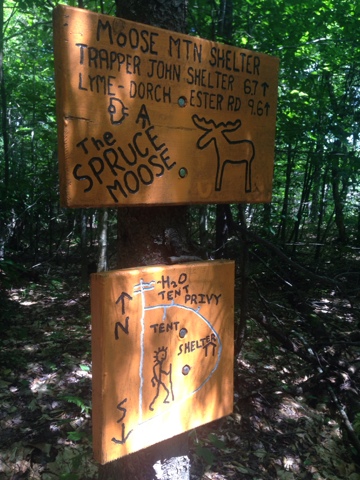 MOOSE MTN SHELTER
TRAPPER JOHN SHELTER 6.7↑
LYME-DORCHESTER RD 9.6↑
The
SPRUCE
MOOSE
H2O
TENT
PRIVY
N
TENT
SHELTER
S